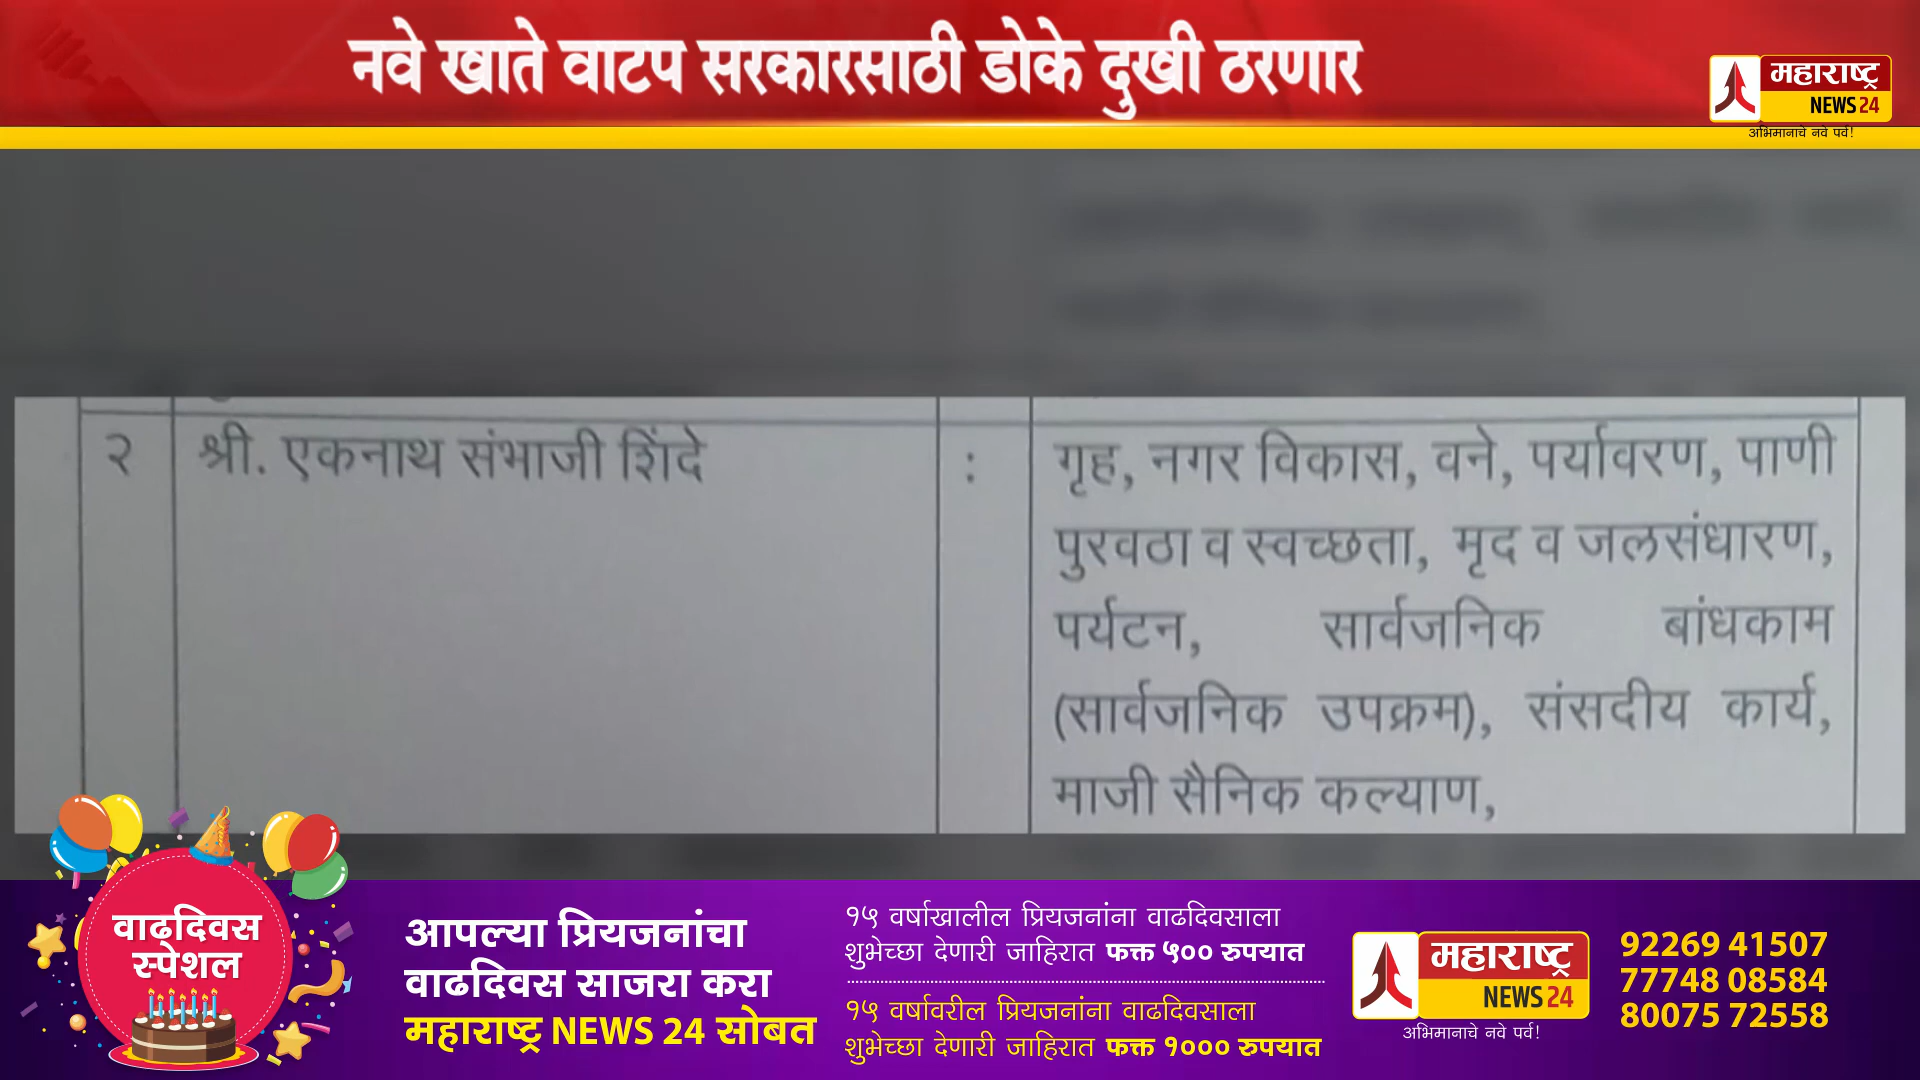 नवे खाते वाटप सरकारसाठी डोके दुखी ठरणार
महाराष्ट्र
NEWS 24
अभिमानाचे नवे पर्व!
२ श्री. एकनाथ संभाजी शिंदे : गृह, नगर विकास, वने, पर्यावरण, पाणी
पुरवठा व स्वच्छता, मृद व जलसंधारण,
पर्यटन, सार्वजनिक बांधकाम
(सार्वजनिक उपक्रम), संसदीय कार्य,
माजी सैनिक कल्याण,
वाढदिवस
स्पेशल
आपल्या प्रियजनांचा
वाढदिवस साजरा करा
महाराष्ट्र NEWS 24 सोबत
१५ वर्षाखालील प्रियजनांना वाढदिवसाला
शुभेच्छा देणारी जाहिरात फक्त ५०० रुपयात
१५ वर्षावरील प्रियजनांना वाढदिवसाला
शुभेच्छा देणारी जाहिरात फक्त १००० रुपयात
महाराष्ट्र
NEWS 24
अभिमानाचे नवे पर्व!
92269 41507
77748 08584
80075 72558